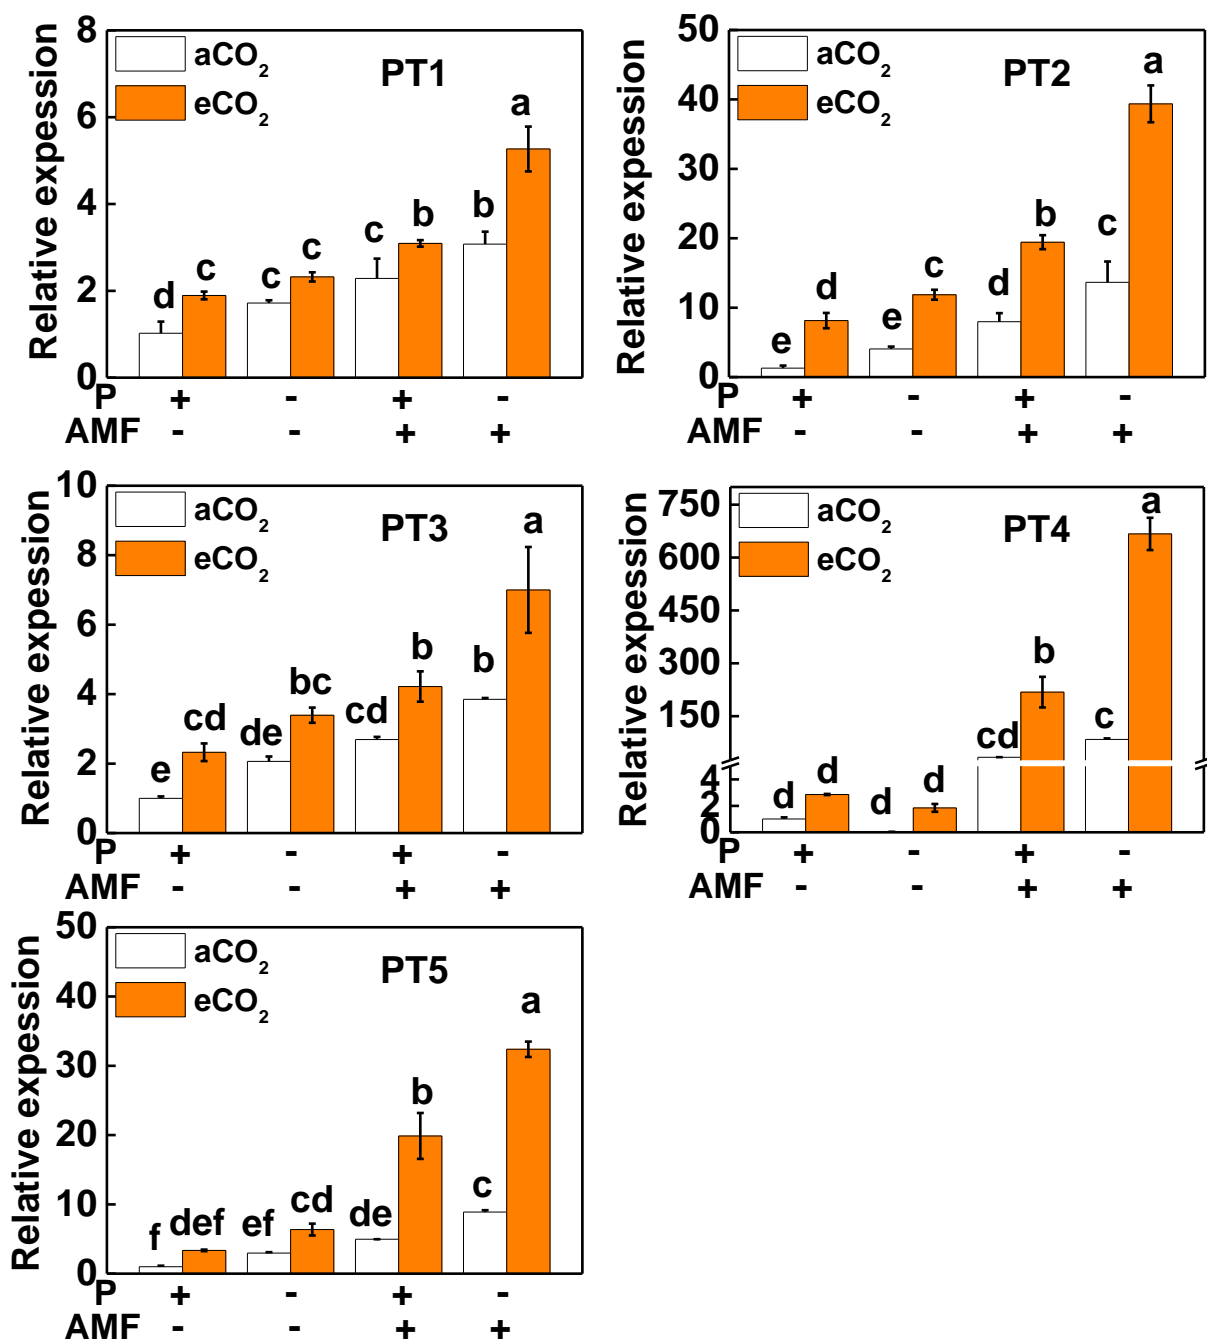 8
6
4
2
0
Relative expession
aCO₂
eCO₂
PT1
d
c
c
c
c
b
b
a
P + - + -
AMF - - + +
50
40
30
20
10
0
Relative expession
aCO₂
eCO₂
PT2
e
d
e
c
d
b
c
a
P + - + -
AMF - - + +
10
8
6
4
2
0
Relative expession
aCO₂
eCO₂
PT3
e
cd
de
bc
cd
b
b
a
P + - + -
AMF - - + +
750
600
450
300
150
4
2
0
Relative expession
aCO₂
eCO₂
PT4
d
d
d
d
cd
b
c
a
P + - + -
AMF - - + +
50
40
30
20
10
0
Relative expession
aCO₂
eCO₂
PT5
f
def
ef
cd
de
b
c
a
P + - + -
AMF - - + +